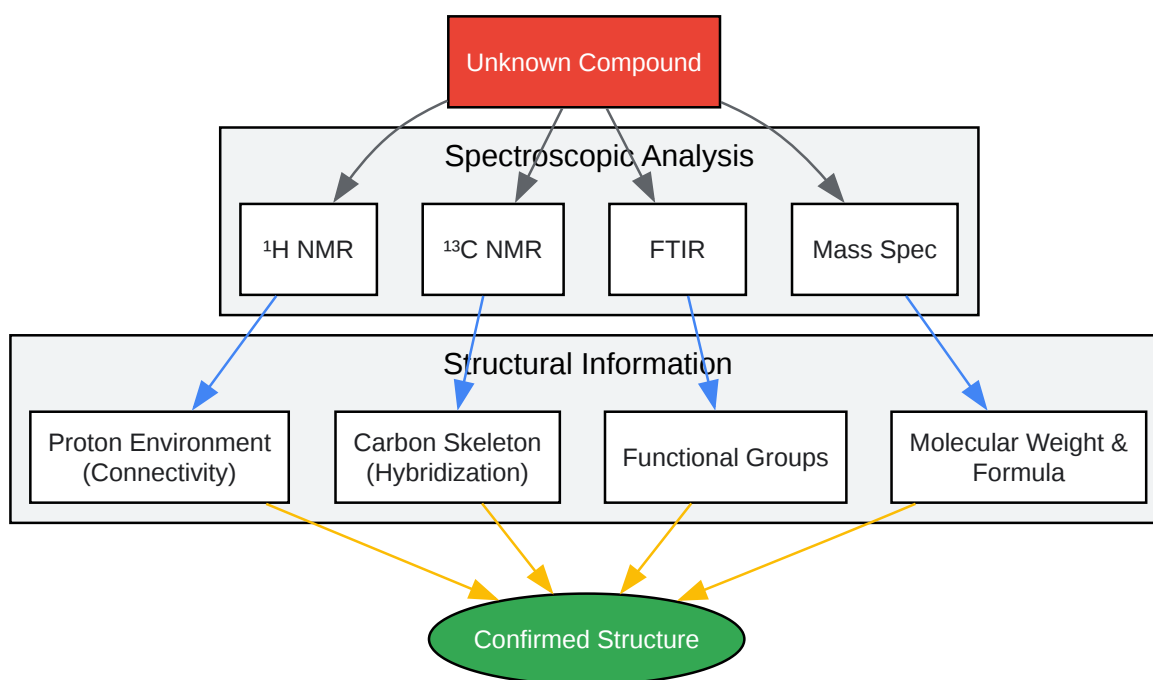 Unknown Compound
Spectroscopic Analysis
¹H NMR
¹³C NMR
FTIR
Mass Spec
Structural Information
Proton Environment
(Connectivity)
Carbon Skeleton
(Hybridization)
Functional Groups
Molecular Weight &
Formula
Confirmed Structure